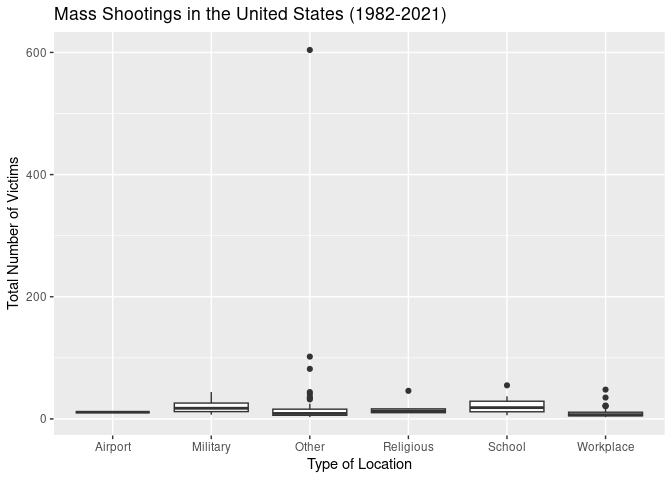 Mass Shootings in the United States (1982-2021)
Total Number of Victims
600
400
200
0
Airport Military Other Religious School Workplace
Type of Location